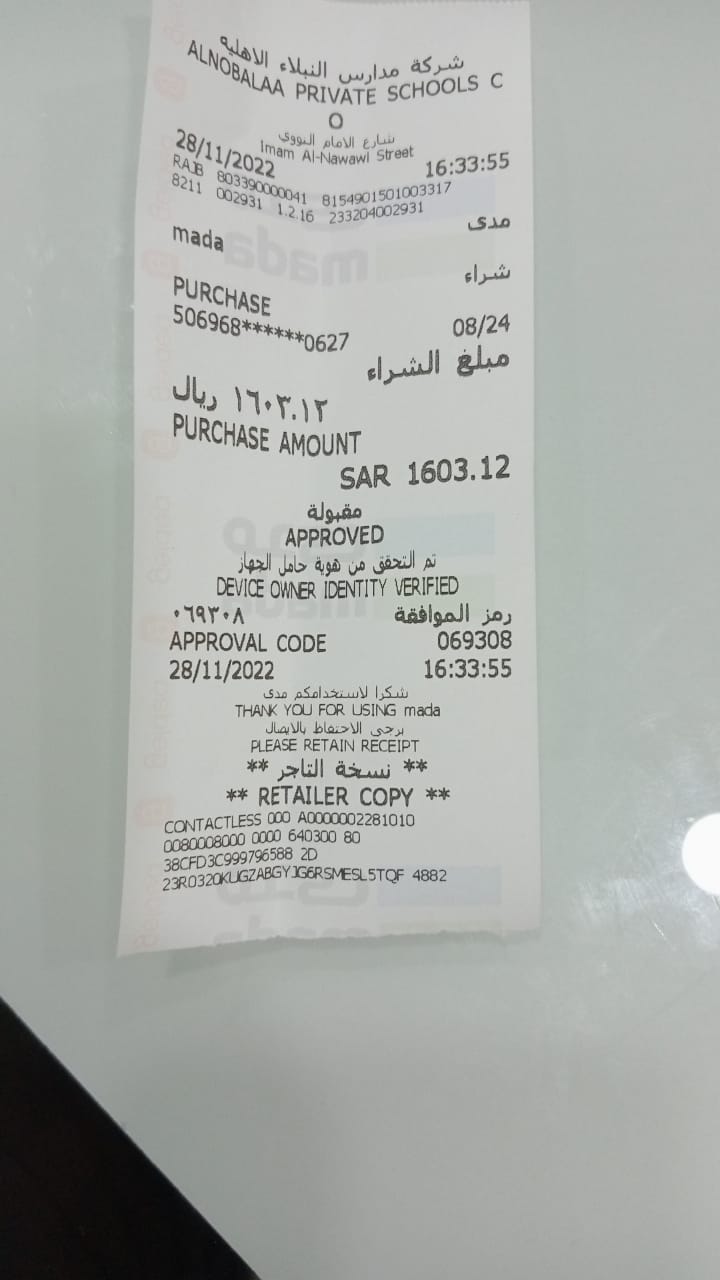 شركة مدارس النبلاء الاهلية
ALNOBALAA PRIVATE SCHOOLS C
O
شارع الامام النووي
Imam Al-Nawawi Street
28/11/2022 16:33:55
RAJB 803390000041 8154901501003317
8211 002931 1.2.16 233204002931
مدى
mada
شراء
PURCHASE
506968******0627 08/24
مبلغ الشراء
١٦٠٣.١٢ ريال
PURCHASE AMOUNT
SAR 1603.12
مقبولة
APPROVED
تم التحقق من هوية حامل الجهاز
DEVICE OWNER IDENTITY VERIFIED
رمز الموافقة ٠٦٩٣٠٨
APPROVAL CODE 069308
28/11/2022 16:33:55
شكرا لاستخدامكم مدى
THANK YOU FOR USING mada
يرجى الاحتفاظ بالايصال
PLEASE RETAIN RECEIPT
** نسخة التاجر **
** RETAILER COPY **
CONTACTLESS 000 A0000002281010
0080008000 0000 640300 80
38CFD3C999796588 2D
4882